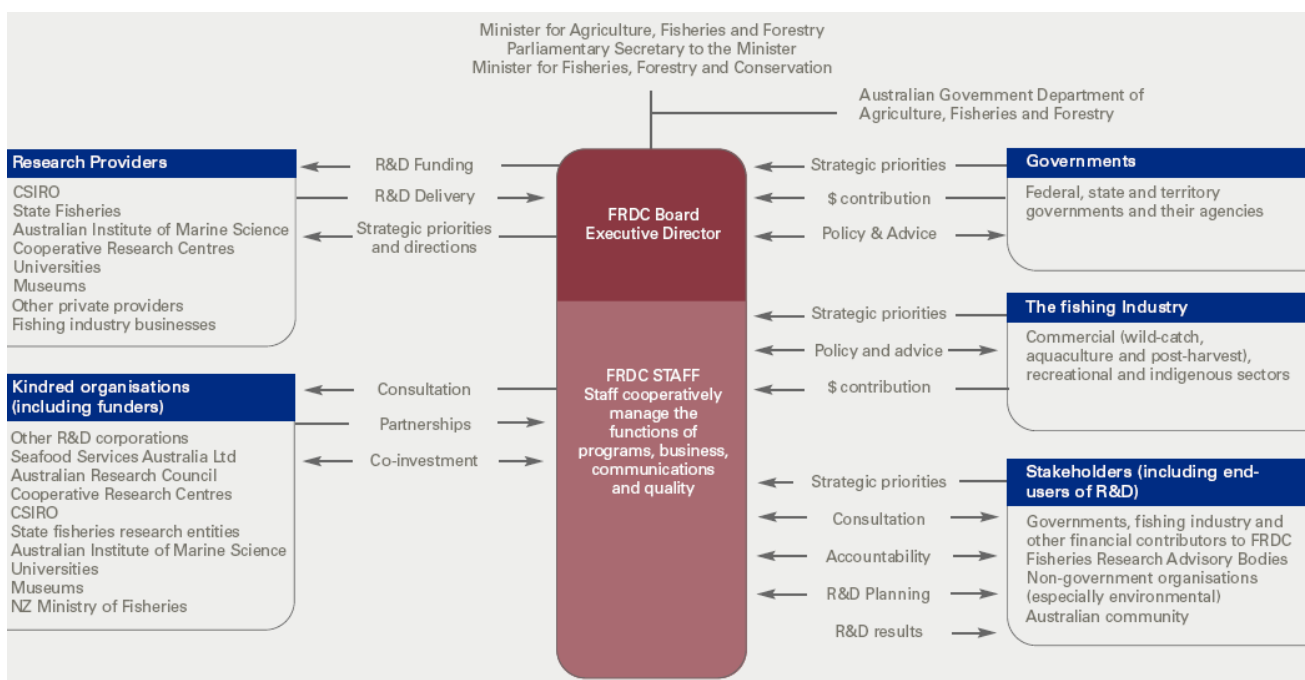 Minister for Agriculture, Fisheries and Forestry
Parliamentary Secretary to the Minister
Minister for Fisheries, Forestry and Conservation
Australian Government Department of
Agriculture, Fisheries and Forestry
Research Providers
CSIRO
State Fisheries
Australian Institute of Marine Science
Cooperative Research Centres
Universities
Museums
Other private providers
Fishing industry businesses
R&D Funding
R&D Delivery
Strategic priorities
and directions
Kindred organisations
(including funders)
Other R&D corporations
Seafood Services Australia Ltd
Australian Research Council
Cooperative Research Centres
CSIRO
State fisheries research entities
Australian Institute of Marine Science
Universities
Museums
NZ Ministry of Fisheries
Consultation
Partnerships
Co-investment
FRDC Board
Executive Director
FRDC STAFF
Staff cooperatively
manage the
functions of
programs, business,
communications
and quality
Strategic priorities
$ contribution
Policy & Advice
Governments
Federal, state and territory
governments and their agencies
Strategic priorities
Policy and advice
$ contribution
The fishing Industry
Commercial (wild-catch,
aquaculture and post-harvest),
recreational and indigenous sectors
Strategic priorities
Consultation
Accountability
R&D Planning
R&D results
Stakeholders (including end-
users of R&D)
Governments, fishing industry and
other financial contributors to FRDC
Fisheries Research Advisory Bodies
Non-government organisations
(especially environmental)
Australian community